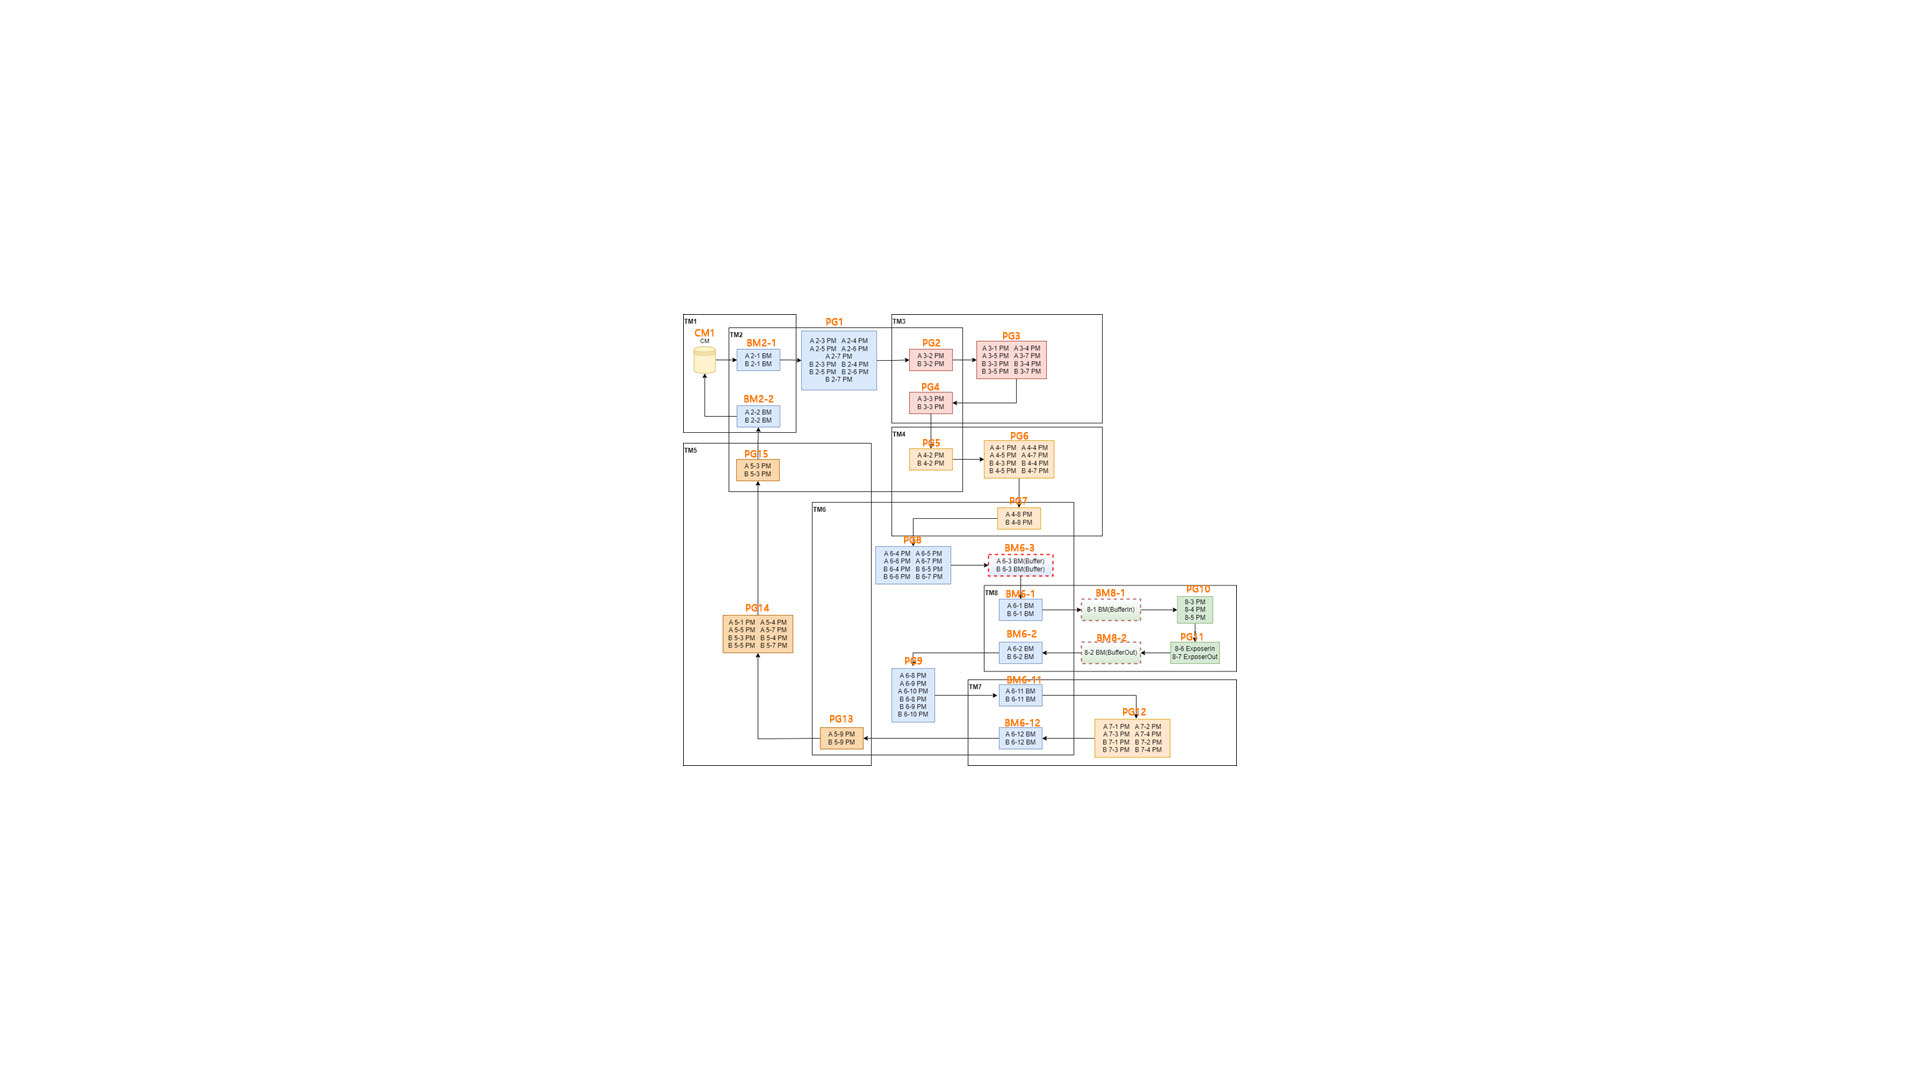 TM1
CM1
CM
TM2
BM2-1
A 2-1 BM
B 2-1 BM
PG1
A 2-3 PM A 2-4 PM
A 2-5 PM A 2-6 PM
A 2-7 PM
B 2-3 PM B 2-4 PM
B 2-5 PM B 2-6 PM
B 2-7 PM
TM3
PG2
A 3-2 PM
B 3-2 PM
PG3
A 3-1 PM A 3-4 PM
A 3-5 PM A 3-7 PM
B 3-3 PM B 3-4 PM
B 3-5 PM B 3-7 PM
PG4
A 3-3 PM
B 3-3 PM
BM2-2
A 2-2 BM
B 2-2 BM
TM4
PG5
A 4-2 PM
B 4-2 PM
PG6
A 4-1 PM A 4-4 PM
A 4-5 PM A 4-7 PM
B 4-3 PM B 4-4 PM
B 4-5 PM B 4-7 PM
TM5
PG15
A 5-3 PM
B 5-3 PM
TM6
PG7
A 4-8 PM
B 4-8 PM
PG8
A 6-4 PM A 6-5 PM
A 6-6 PM A 6-7 PM
B 6-4 PM B 6-5 PM
B 6-6 PM B 6-7 PM
BM6-3
A 6-3 BM(Buffer)
B 6-3 BM(Buffer)
TM8
BM6-1
A 6-1 BM
B 6-1 BM
BM8-1
8-1 BM(BufferIn)
PG10
8-3 PM
8-4 PM
8-5 PM
PG14
A 5-1 PM A 5-4 PM
A 5-5 PM A 5-7 PM
B 5-3 PM B 5-4 PM
B 5-5 PM B 5-7 PM
BM6-2
A 6-2 BM
B 6-2 BM
BM8-2
8-2 BM(BufferOut)
PG11
8-6 ExposerIn
8-7 ExposerOut
PG9
A 6-8 PM
A 6-9 PM
A 6-10 PM
B 6-8 PM
B 6-9 PM
B 6-10 PM
TM7
BM6-11
A 6-11 BM
B 6-11 BM
PG12
A 7-1 PM A 7-2 PM
A 7-3 PM A 7-4 PM
B 7-1 PM B 7-2 PM
B 7-3 PM B 7-4 PM
PG13
A 5-9 PM
B 5-9 PM
BM6-12
A 6-12 BM
B 6-12 BM